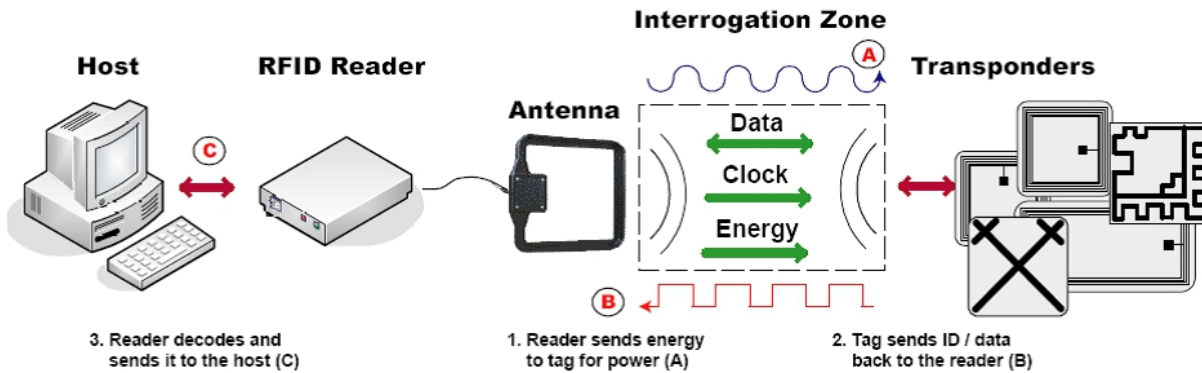 Interrogation Zone
Host
RFID Reader
A
Transponders
Antenna
C
Data
Clock
Energy
B
3. Reader decodes and
sends it to the host (C)
1. Reader sends energy
to tag for power (A)
2. Tag sends ID / data
back to the reader (B)